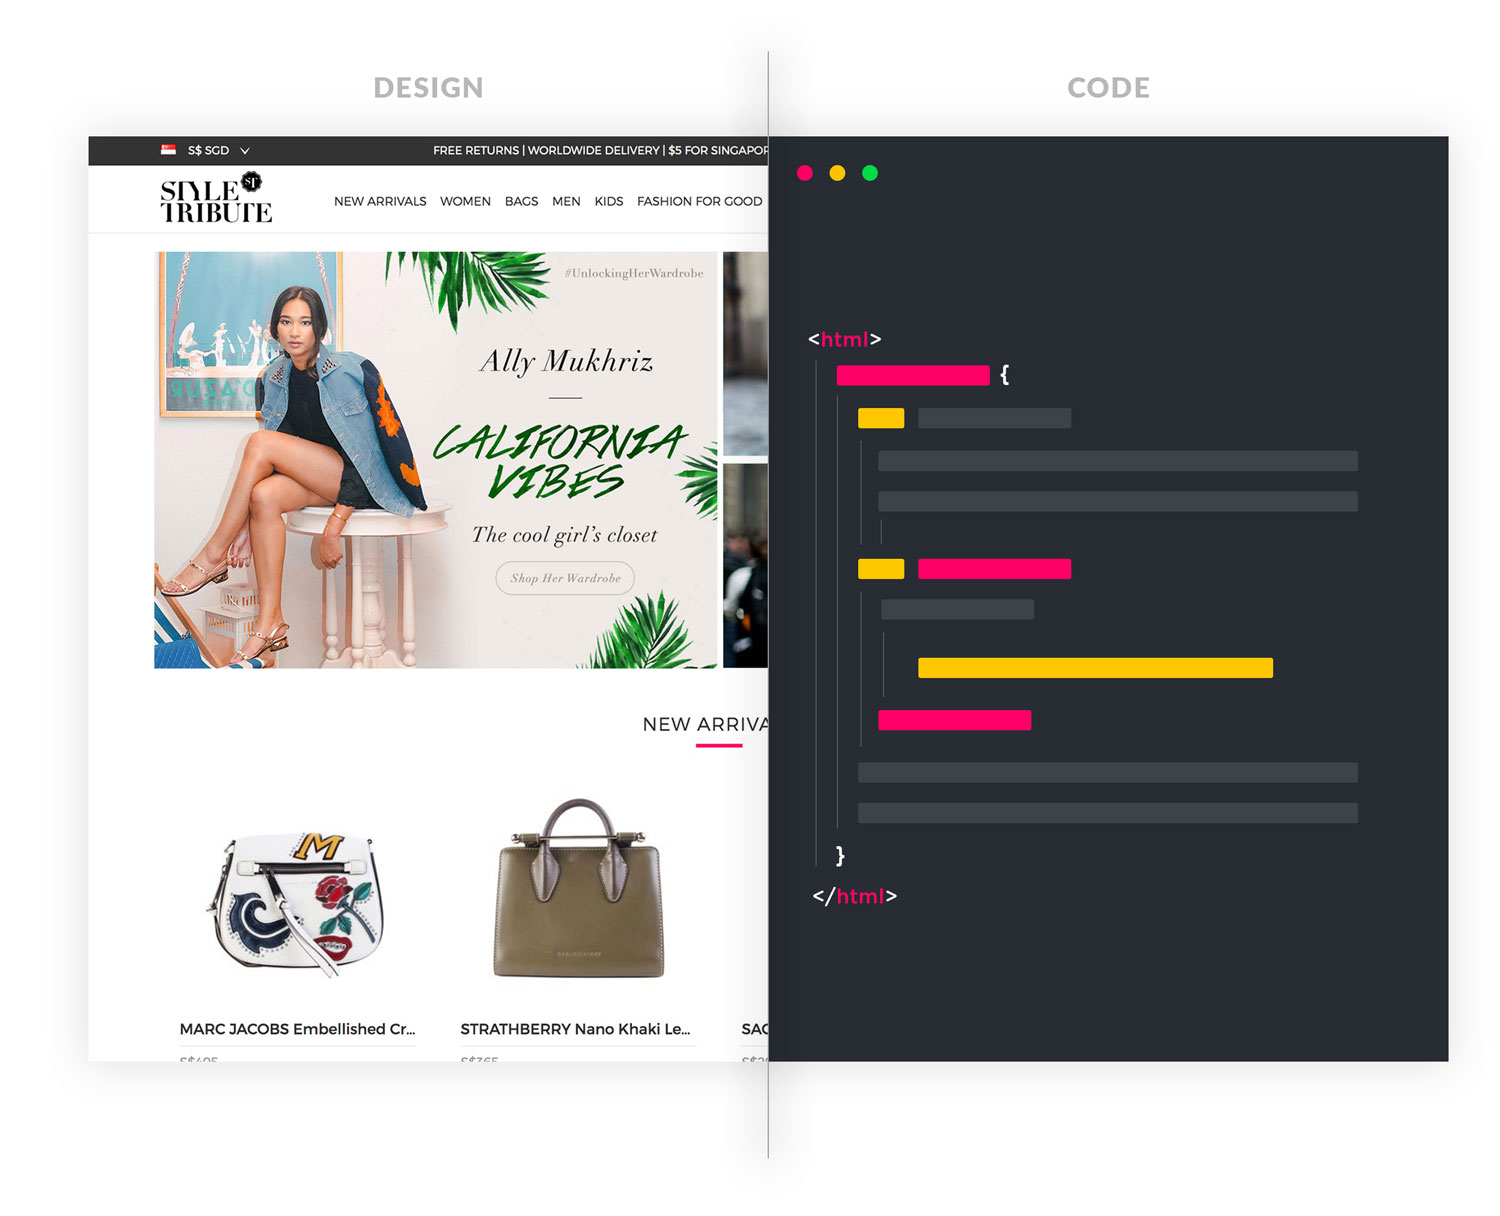 DESIGN
CODE
S$ SGD
FREE RETURNS | WORLDWIDE DELIVERY | $5 FOR SINGAPOR
STYLE ST
TRIBUTE
NEW ARRIVALS WOMEN BAGS MEN KIDS FASHION FOR GOOD
#UnlockingHerWardrobe
Ally Mukhriz
CALIFORNIA
VIBES
The cool girl's closet
Shop Her Wardrobe
D'AZUR
NEW ARRIVA
M
MARC JACOBS Embellished Cr...
STRATHBERRY Nano Khaki Le...
SAC
S$495
S$365
<html>
{
}
</html>